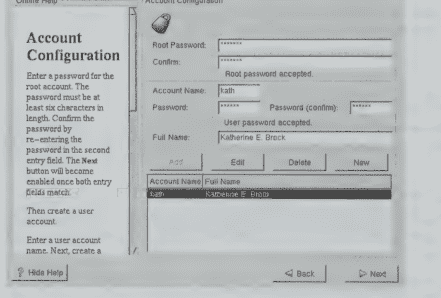 Online Help
Account Configuration
Account
Configuration
Enter a password for the
root account. The
password must be at
least six characters in
length. Confirm the
password by
re-entering the
password in the second
entry field. The Next
button will become
enabled once both entry
fields match.
Then create a user
account.
Enter a user account
name. Next, create a
Root Password: *******
Confirm: *******
Root password accepted.
Account Name: kath
Password: ****** Password (confirm): ******
User password accepted.
Full Name: Katherine E. Brock
Add Edit Delete New
Account Name Full Name
kath Katherine E. Brock
? Hide Help
Back
Next